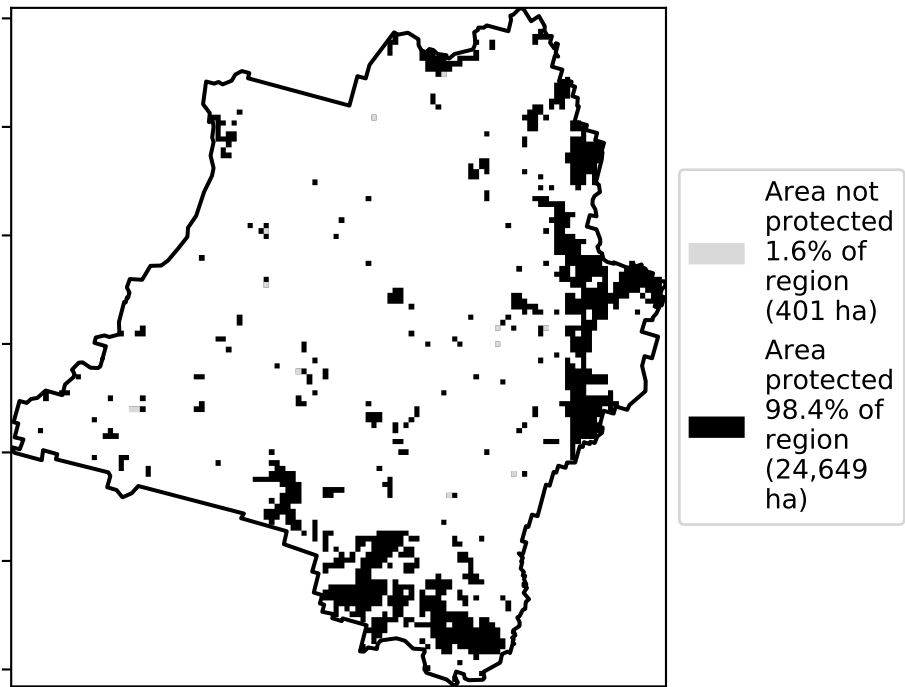 Area not
protected
1.6% of
region
(401 ha)
Area
protected
98.4% of
region
(24,649
ha)